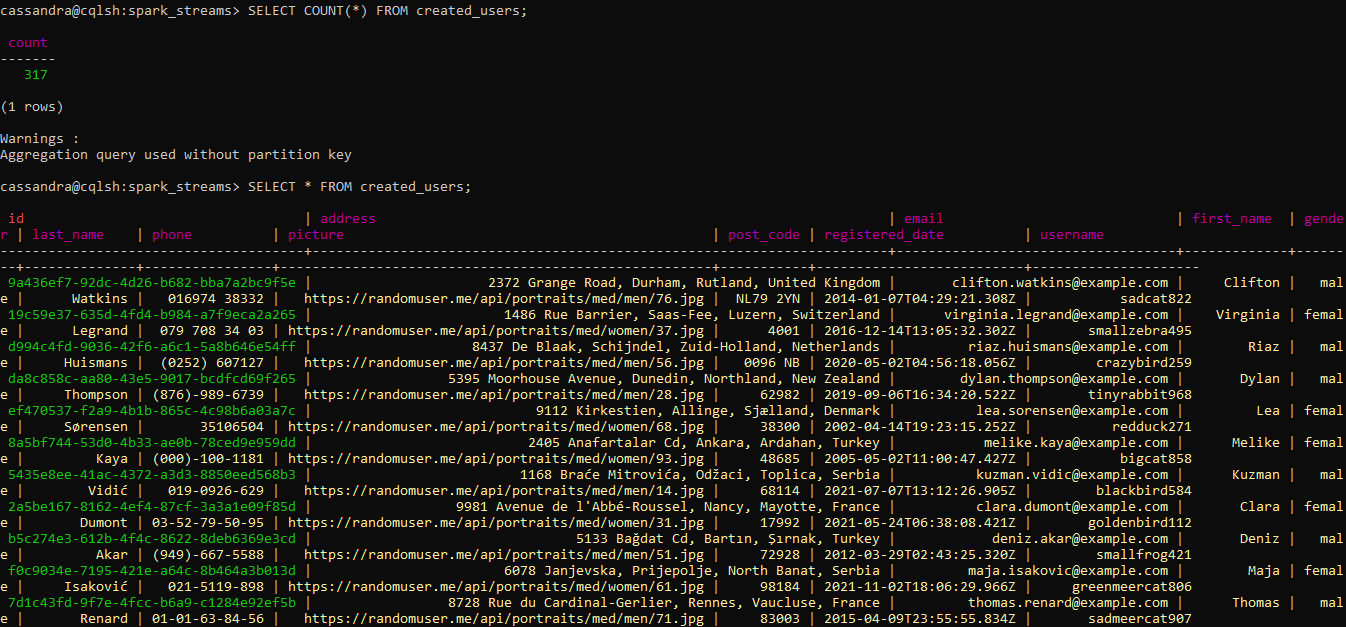 cassandra@cqlsh:spark_streams> SELECT COUNT(*) FROM created_users;
count
-------
317
(1 rows)
Warnings :
Aggregation query used without partition key
cassandra@cqlsh:spark_streams> SELECT * FROM created_users;
id | address | email | first_name | gende
r | last_name | phone | picture | post_code | registered_date | username
9a436ef7-92dc-4d26-b682-bba7a2bc9f5e | 2372 Grange Road, Durham, Rutland, United Kingdom | clifton.watkins@example.com | Clifton | mal
e | Watkins | 016974 38332 | https://randomuser.me/api/portraits/med/men/76.jpg | NL79 2YN | 2014-01-07T04:29:21.308Z | sadcat822
19c59e37-635d-4fd4-b984-a7f9eca2a265 | 1486 Rue Barrier, Saas-Fee, Luzern, Switzerland | virginia.legrand@example.com | Virginia | femal
e | Legrand | 079 708 34 03 | https://randomuser.me/api/portraits/med/women/37.jpg | 4001 | 2016-12-14T13:05:32.302Z | smallzebra495
d994c4fd-9036-42f6-a6c1-5a8b646e54ff | 8437 De Blaak, Schijndel, Zuid-Holland, Netherlands | riaz.huismans@example.com | Riaz | mal
e | Huismans | (0252) 607127 | https://randomuser.me/api/portraits/med/men/56.jpg | 0096 NB | 2020-05-02T04:56:18.056Z | crazybird259
da8c858c-aa80-43e5-9017-bcdfcd69f265 | 5395 Moorhouse Avenue, Dunedin, Northland, New Zealand | dylan.thompson@example.com | Dylan | mal
e | Thompson | (876)-989-6739 | https://randomuser.me/api/portraits/med/men/28.jpg | 62982 | 2019-09-06T16:34:20.522Z | tinyrabbit968
ef470537-f2a9-4b1b-865c-4c98b6a03a7c | 9112 Kirkestien, Allinge, Sjælland, Denmark | lea.sorensen@example.com | Lea | femal
e | Sørensen | 35106504 | https://randomuser.me/api/portraits/med/women/68.jpg | 38300 | 2002-04-14T19:23:15.252Z | redduck271
8a5bf744-53d0-4b33-ae0b-78ced9e959dd | 2405 Anafartalar Cd, Ankara, Ardahan, Turkey | melike.kaya@example.com | Melike | femal
e | Kaya | (000)-100-1181 | https://randomuser.me/api/portraits/med/women/93.jpg | 48685 | 2005-05-02T11:00:47.427Z | bigcat858
5435e8ee-41ac-4372-a3d3-8850eed568b3 | 1168 Braće Mitrovića, Odžaci, Toplica, Serbia | kuzman.vidic@example.com | Kuzman | mal
e | Vidić | 019-0926-629 | https://randomuser.me/api/portraits/med/men/14.jpg | 68114 | 2021-07-07T13:12:26.905Z | blackbird584
2a5be167-8162-4ef4-87cf-3a3a1e09f85d | 9981 Avenue de l'Abbé-Roussel, Nancy, Mayotte, France | clara.dumont@example.com | Clara | femal
e | Dumont | 03-52-79-50-95 | https://randomuser.me/api/portraits/med/women/31.jpg | 17992 | 2021-05-24T06:38:08.421Z | goldenbird112
b5c274e3-612b-4f4c-8622-8deb6369e3cd | 5133 Bağdat Cd, Bartın, Şırnak, Turkey | deniz.akar@example.com | Deniz | mal
e | Akar | (949)-667-5588 | https://randomuser.me/api/portraits/med/men/51.jpg | 72928 | 2012-03-29T02:43:25.320Z | smallfrog421
f0c9034e-7195-421e-a64c-8b464a3b013d | 6078 Janjevska, Prijepolje, North Banat, Serbia | maja.isakovic@example.com | Maja | femal
e | Isaković | 021-5119-898 | https://randomuser.me/api/portraits/med/women/61.jpg | 98184 | 2021-11-02T18:06:29.966Z | greenmeercat806
7d1c43fd-9f7e-4fcc-b6a9-c1284e92ef5b | 8728 Rue du Cardinal-Gerlier, Rennes, Vaucluse, France | thomas.renard@example.com | Thomas | mal
e | Renard | 01-01-63-84-56 | https://randomuser.me/api/portraits/med/men/71.jpg | 83003 | 2015-04-09T23:55:55.834Z | sadmeercat907